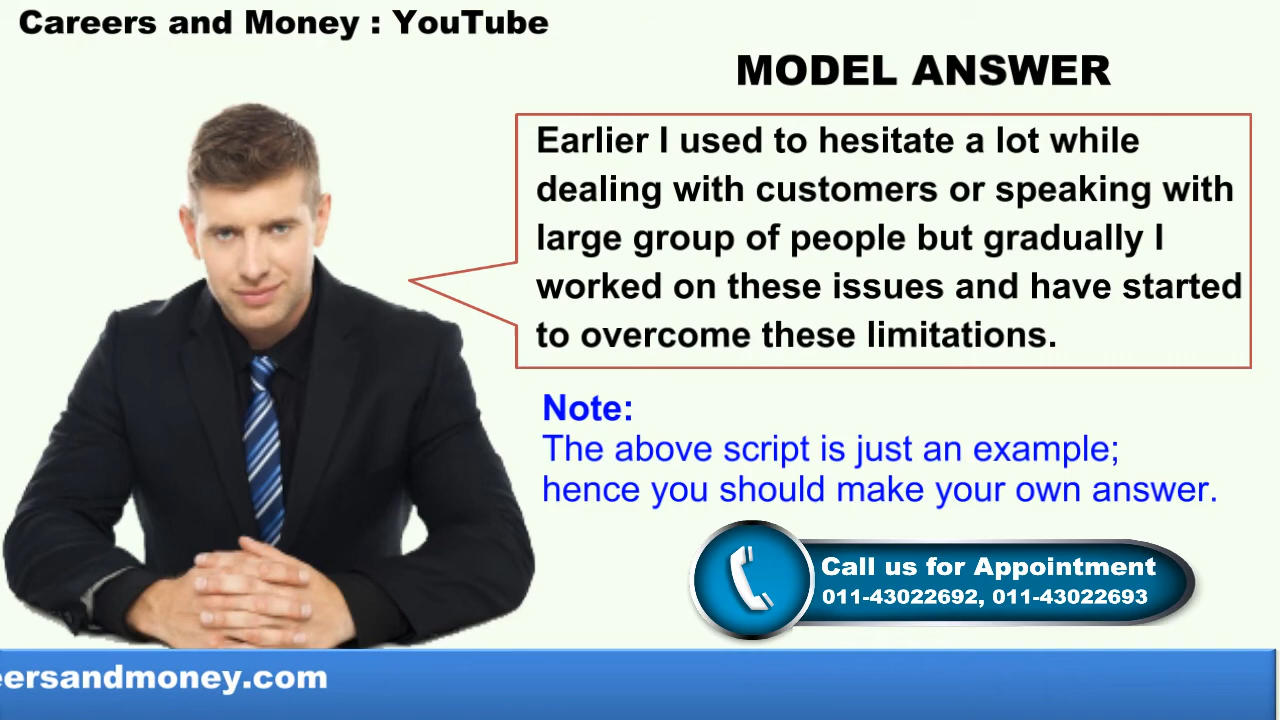 Careers and Money : YouTube
MODEL ANSWER
Earlier I used to hesitate a lot while
dealing with customers or speaking with
large group of people but gradually I
worked on these issues and have started
to overcome these limitations.
Note:
The above script is just an example;
hence you should make your own answer.
Call us for Appointment
011-43022692, 011-43022693
eersandmoney.com